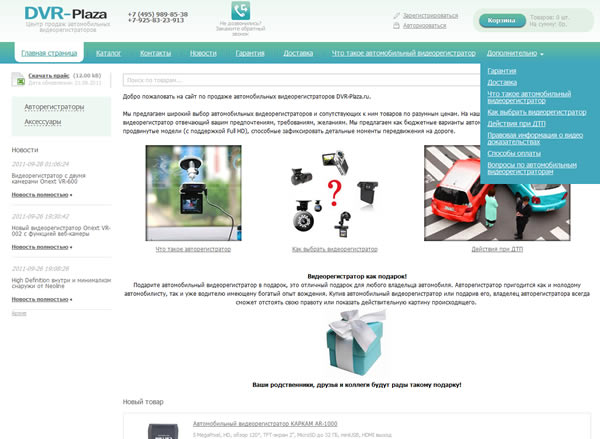 DVR-Plaza
Центр продаж автомобильных
видеорегистраторов
+7 (495) 989-85-38
+7-925-83-23-913
Не дозвонились?
Закажите обратный
звонок
Зарегистрироваться
Авторизоваться
Корзина
Товаров: 0 шт.
На сумму: 0р.
Главная страница
Каталог
Контакты
Новости
Гарантия
Доставка
Что такое автомобильный видеорегистратор
Дополнительно
Гарантия
Доставка
Что такое автомобильный
видеорегистратор
Как выбрать видеорегистратор
Действия при ДТП
Правовая информация о видео
доказательствах
Способы оплаты
Вопросы по автомобильным
видеорегистраторам
Скачать прайс (12.00 kB)
Дата обновления: 21.09.2011
Поиск по товарам...
Авторегистраторы
Аксессуары
Новости
2011-09-28 01:06:29
Видеорегистратор с двумя
камерами Onext VR-600
Новость полностью
2011-09-26 19:30:42
Новый видеорегистратор Onext VR-
002 с функцией веб-камеры
Новость полностью
2011-09-26 19:08:28
High Definition внутри и минимализм
снаружи от Neoline
Новость полностью
Архив
Добро пожаловать на сайт по продаже автомобильных видеорегистраторов DVR-Plaza.ru.
Мы предлагаем широкий выбор автомобильных видеорегистраторов и сопутствующих к ним товаров по разумным ценам. На наш
видеорегистратор отвечающий вашим предпочтениям, требованиям, желаниям. Мы предлагаем как бюджетные варианты автом
продвинутые модели (с поддержкой Full HD), способные зафиксировать детальные моменты передвижения на дороге.
?
Что такое авторегистратор
Как выбрать видеорегистратор
Действия при ДТП
Видеорегистратор как подарок!
Подарите автомобильный видеорегистратор в подарок, это отличный подарок для любого владельца автомобиля. Авторегистратор пригодится как и молодому
автомобилисту, так и уже водителю имеющему богатый опыт вождения. Купив автомобильный видеорегистратор или подарив его, владелец авторегистратора всегда
сможет отстоять свою правоту или показать действительную картину происходящего.
Ваши родственники, друзья и коллеги будут рады такому подарку!
Новый товар
Автомобильный видеорегистратор КАРКАМ AR-1000
5 Megapixel, HD, обзор 120°, TFT-экран 2", MicroSD до 32 ГБ, miniUSB, HDMI выход